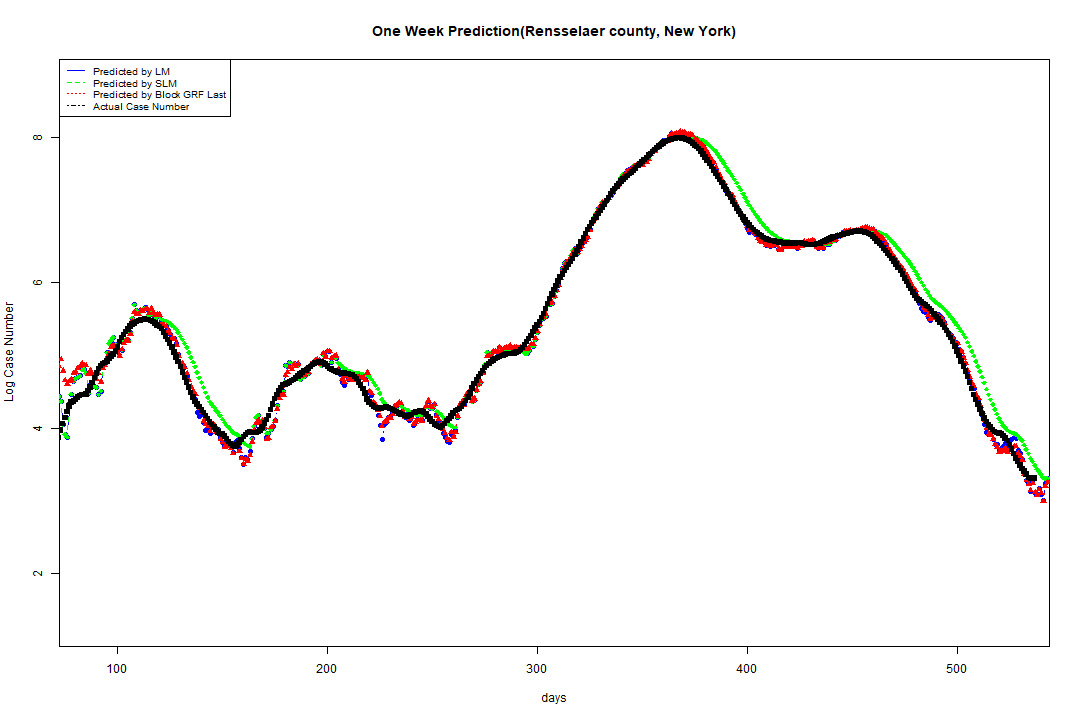 One Week Prediction(Rensselaer county, New York)
Predicted by LM
Predicted by SLM
Predicted by Block GRF Last
Actual Case Number
8
6
4
2
Log Case Number
100 200 300 400 500
days